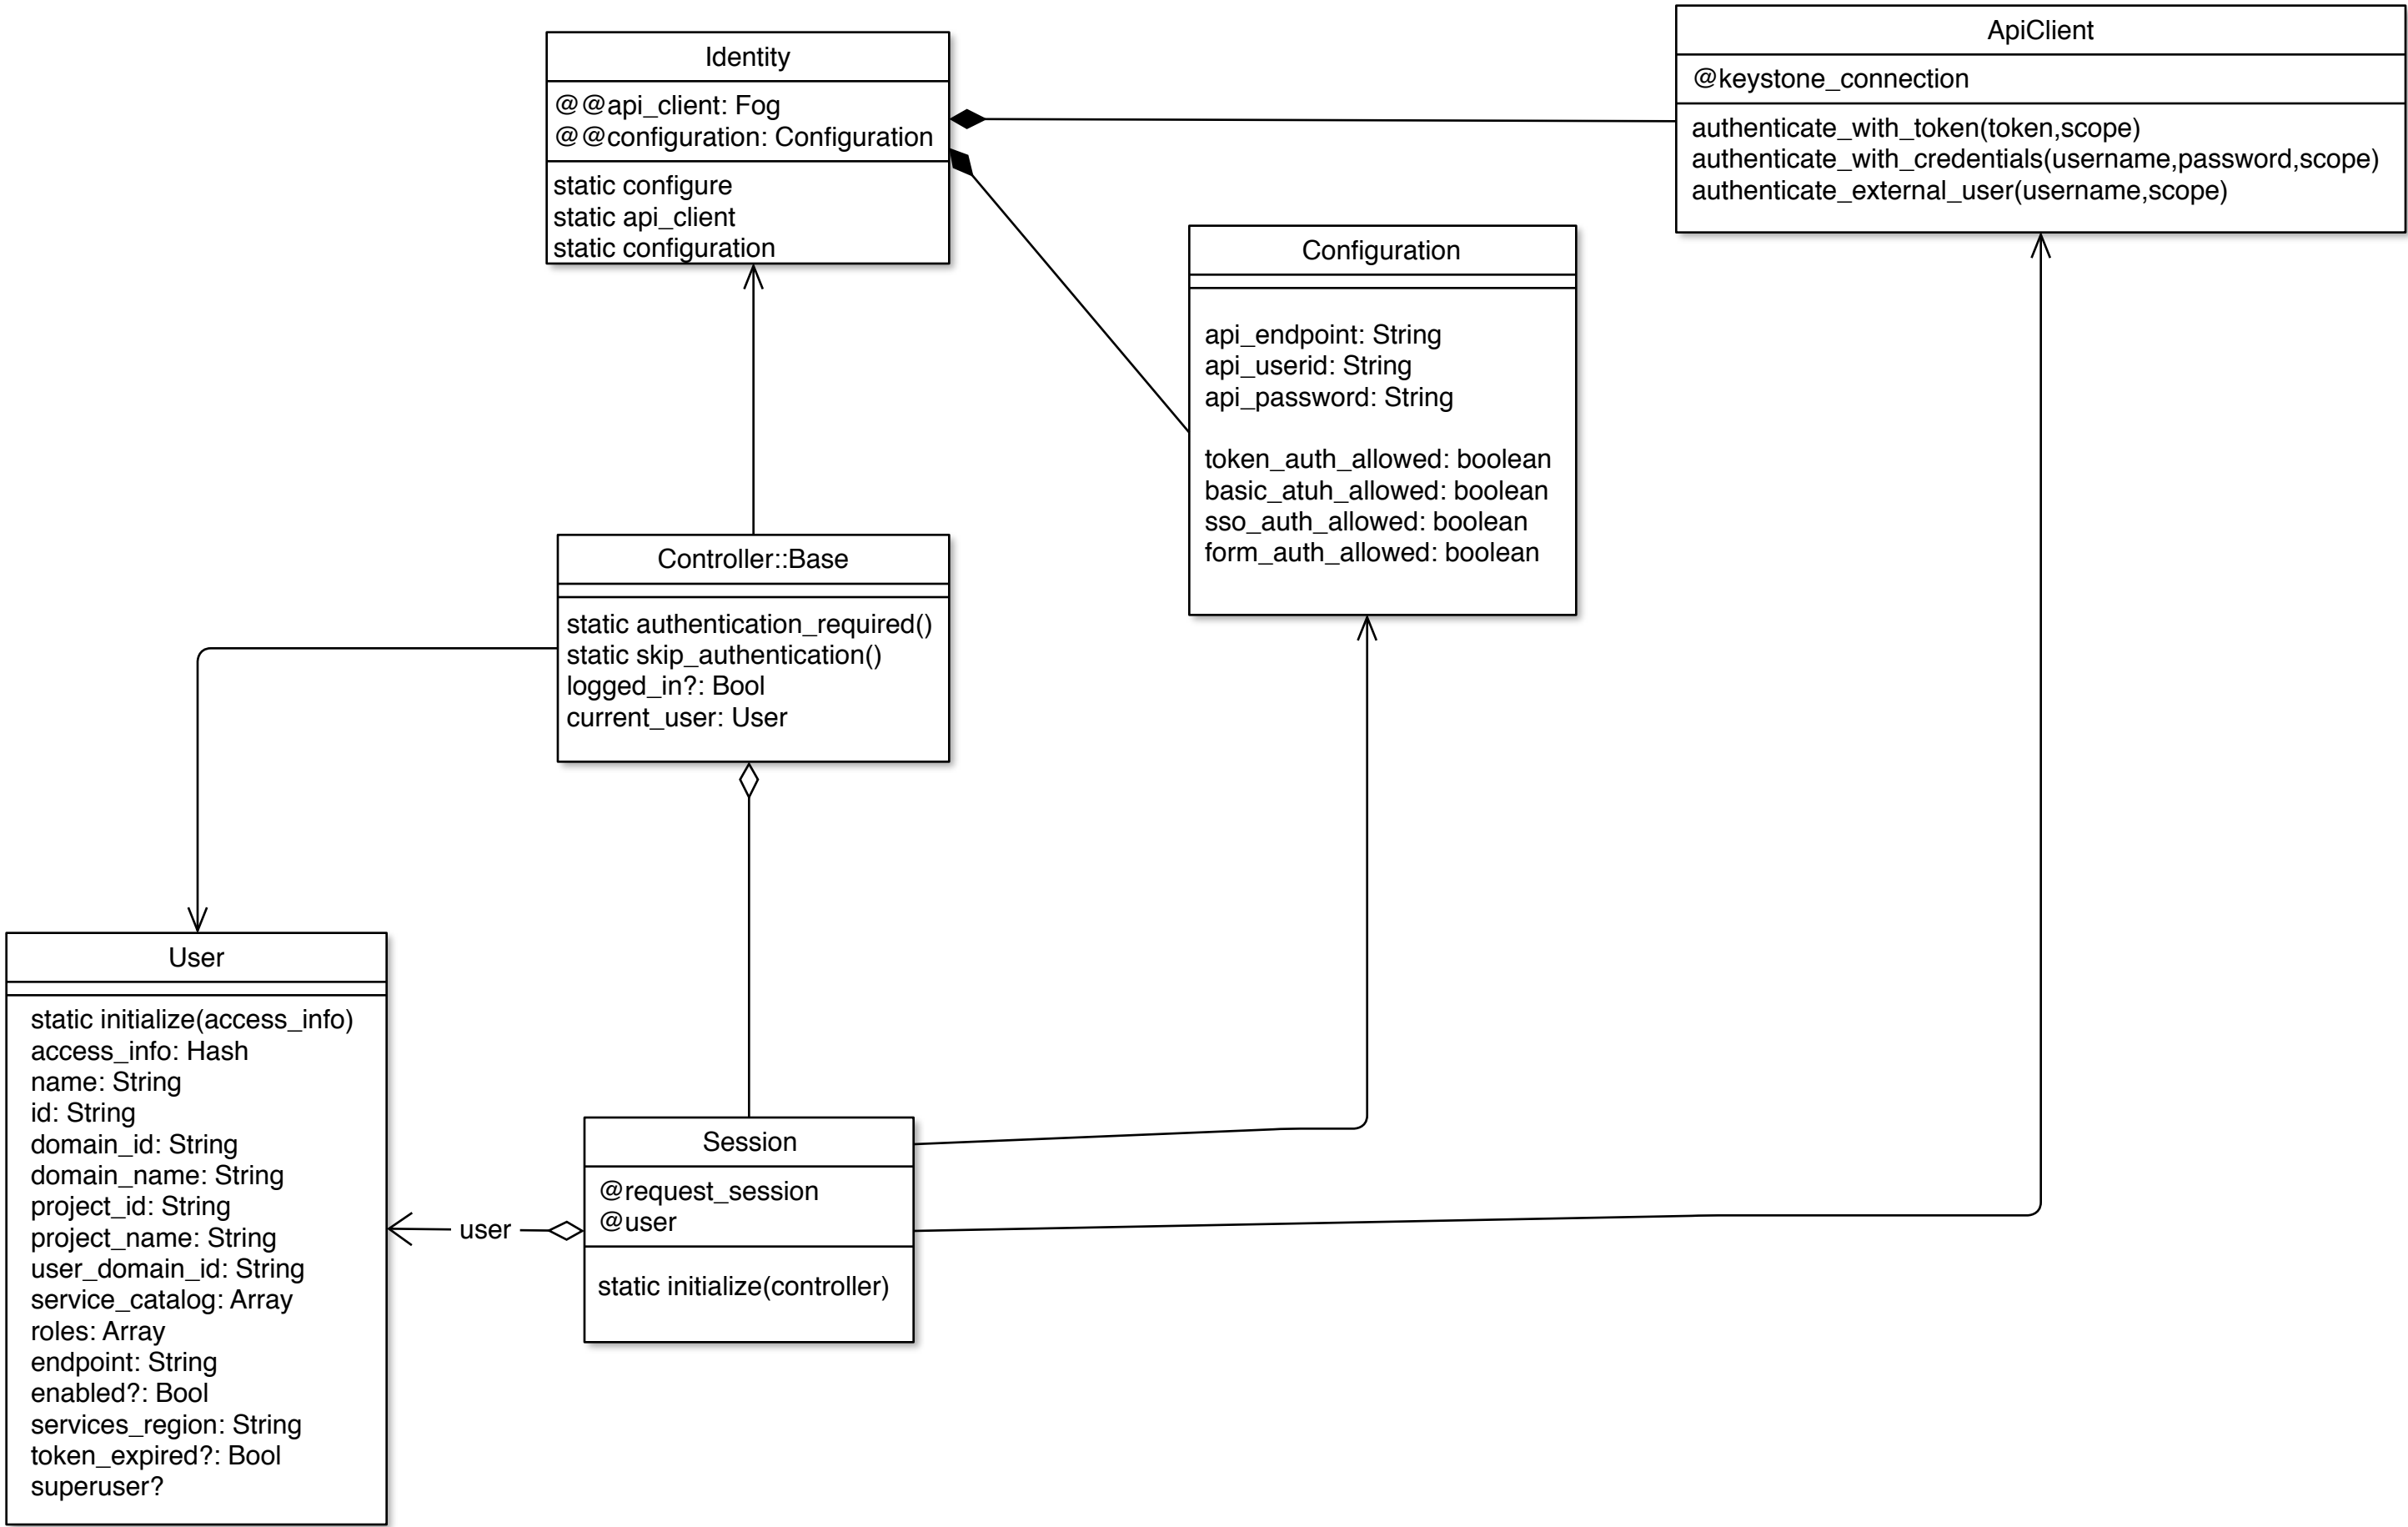 Identity
@@api_client: Fog
@@configuration: Configuration
static configure
static api_client
static configuration
ApiClient
@keystone_connection
authenticate_with_token(token,scope)
authenticate_with_credentials(username,password,scope)
authenticate_external_user(username,scope)
Configuration
api_endpoint: String
api_userid: String
api_password: String
token_auth_allowed: boolean
basic_atuh_allowed: boolean
sso_auth_allowed: boolean
form_auth_allowed: boolean
Controller::Base
static authentication_required()
static skip_authentication()
logged_in?: Bool
current_user: User
User
static initialize(access_info)
access_info: Hash
name: String
id: String
domain_id: String
domain_name: String
project_id: String
project_name: String
user_domain_id: String
service_catalog: Array
roles: Array
endpoint: String
enabled?: Bool
services_region: String
token_expired?: Bool
superuser?
user
Session
@request_session
@user
static initialize(controller)